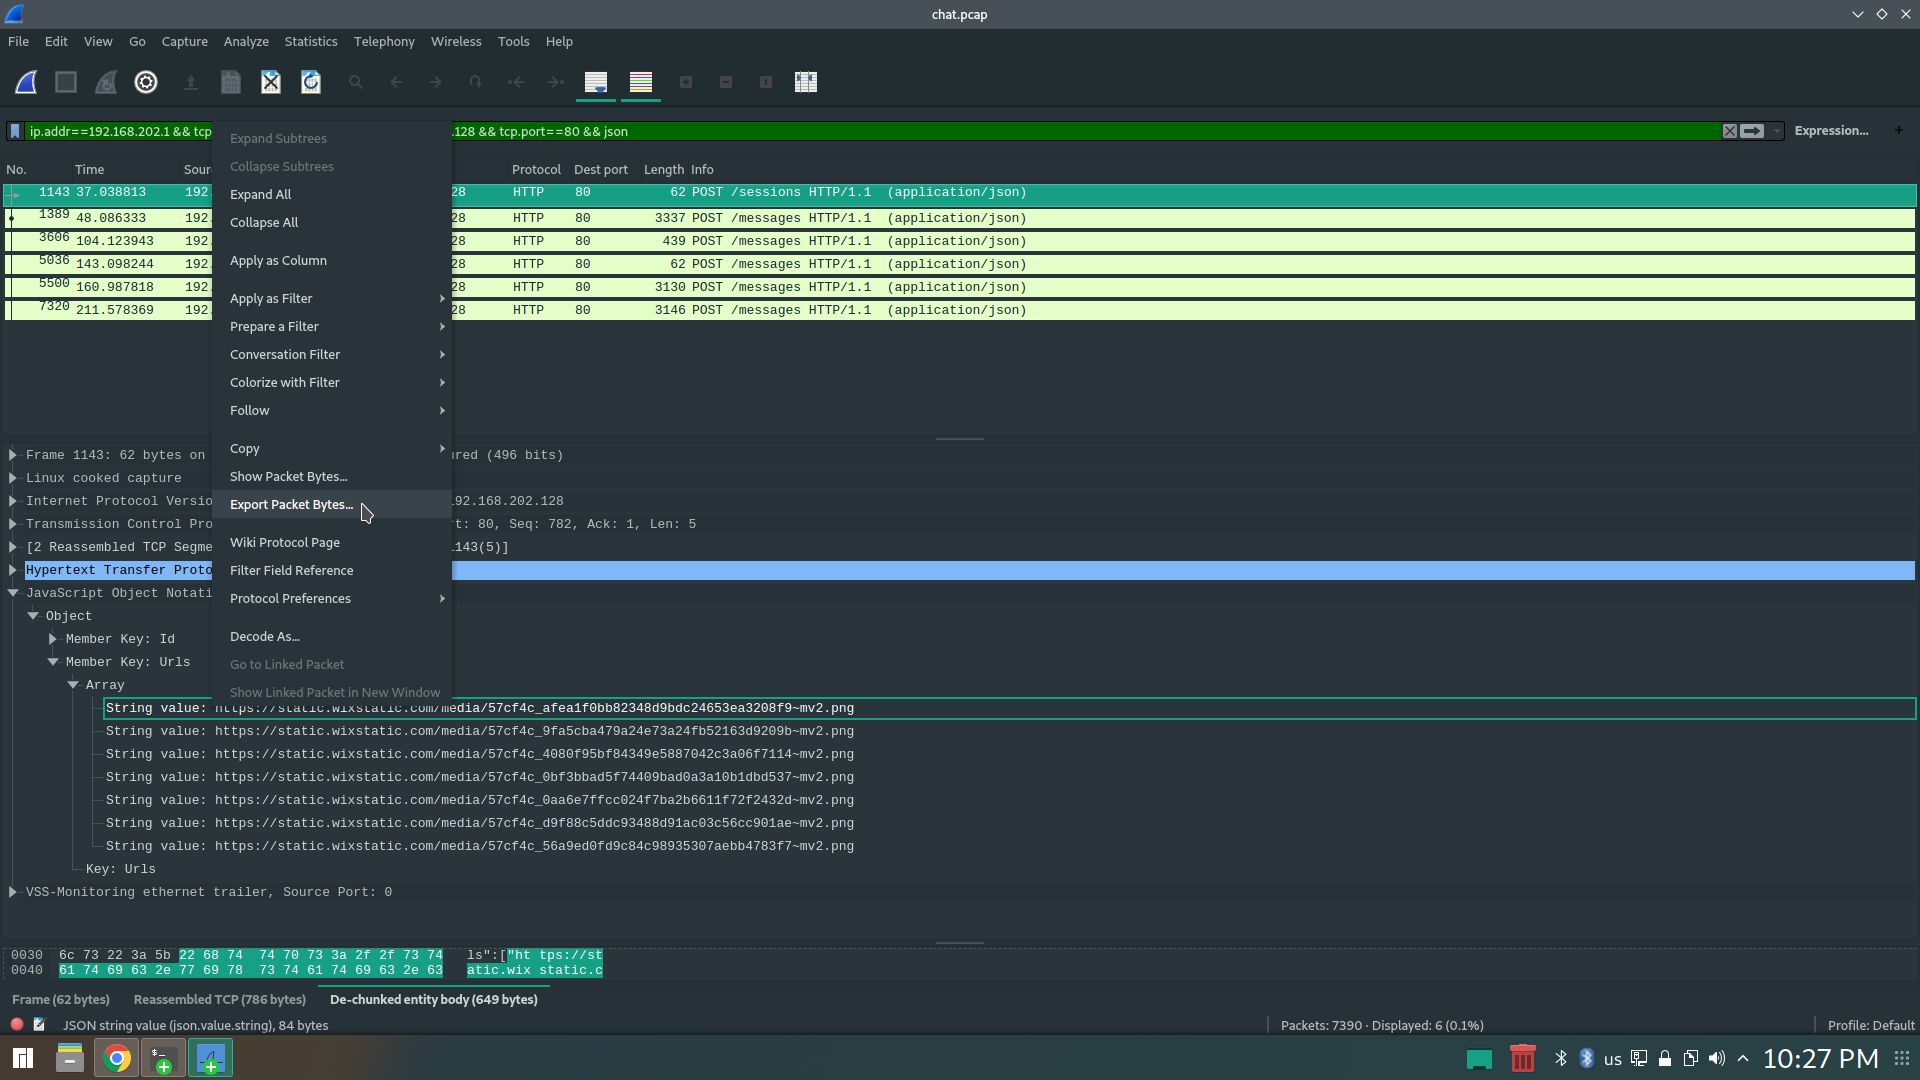 chat.pcap
File Edit View Go Capture Analyze Statistics Telephony Wireless Tools Help
ip.addr==192.168.202.1 && tcp .128 && tcp.port==80 && json Expression... +
No. Time Sour Protocol Dest port Length Info
1143 37.038813 192. 28 HTTP 80 62 POST /sessions HTTP/1.1 (application/json)
1389 48.086333 192. 28 HTTP 80 3337 POST /messages HTTP/1.1 (application/json)
3606 104.123943 192. 28 HTTP 80 439 POST /messages HTTP/1.1 (application/json)
5036 143.098244 192. 28 HTTP 80 62 POST /messages HTTP/1.1 (application/json)
5500 160.987818 192. 28 HTTP 80 3130 POST /messages HTTP/1.1 (application/json)
7320 211.578369 192. 28 HTTP 80 3146 POST /messages HTTP/1.1 (application/json)
Expand Subtrees
Collapse Subtrees
Expand All
Collapse All
Apply as Column
Apply as Filter
Prepare a Filter
Conversation Filter
Colorize with Filter
Follow
Copy
Show Packet Bytes...
Export Packet Bytes...
Wiki Protocol Page
Filter Field Reference
Protocol Preferences
Decode As...
Go to Linked Packet
Show Linked Packet in New Window
Frame 1143: 62 bytes on ured (496 bits)
Linux cooked capture
Internet Protocol Versio 192.168.202.128
Transmission Control Pro rt: 80, Seq: 782, Ack: 1, Len: 5
[2 Reassembled TCP Segme 1143(5)]
Hypertext Transfer Proto
JavaScript Object Notati
Object
Member Key: Id
Member Key: Urls
Array
String value: https://static.wixstatic.com/media/57cf4c_afea1f0bb82348d9bdc24653ea3208f9~mv2.png
String value: https://static.wixstatic.com/media/57cf4c_9fa5cba479a24e73a24fb52163d9209b~mv2.png
String value: https://static.wixstatic.com/media/57cf4c_4080f95bf84349e5887042c3a06f7114~mv2.png
String value: https://static.wixstatic.com/media/57cf4c_0bf3bbad5f74409bad0a3a10b1dbd537~mv2.png
String value: https://static.wixstatic.com/media/57cf4c_0aa6e7ffcc024f7ba2b6611f72f2432d~mv2.png
String value: https://static.wixstatic.com/media/57cf4c_d9f88c5ddc93488d91ac03c56cc901ae~mv2.png
String value: https://static.wixstatic.com/media/57cf4c_56a9ed0fd9c84c98935307aebb4783f7~mv2.png
Key: Urls
VSS-Monitoring ethernet trailer, Source Port: 0
0030 6c 73 22 3a 5b 22 68 74 74 70 73 3a 2f 2f 73 74 ls":["ht tps://st
0040 61 74 69 63 2e 77 69 78 73 74 61 74 69 63 2e 63 atic.wix static.c
Frame (62 bytes) Reassembled TCP (786 bytes) De-chunked entity body (649 bytes)
JSON string value (json.value.string), 84 bytes Packets: 7390 · Displayed: 6 (0.1%) Profile: Default
us 10:27 PM